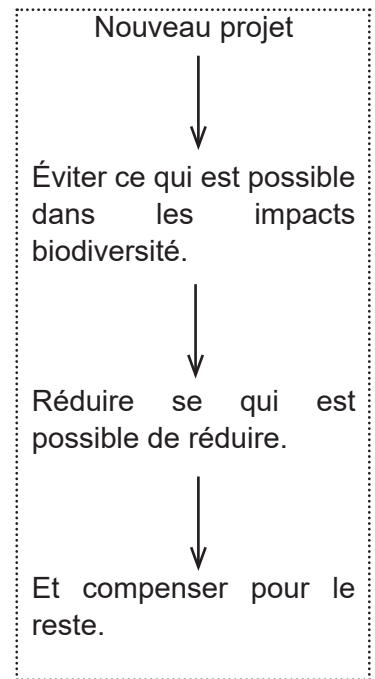 Nouveau projet
Éviter ce qui est possible
dans les impacts
biodiversité.
Réduire se qui est
possible de réduire.
Et compenser pour le
reste.